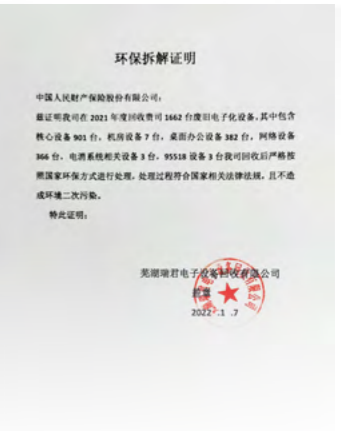 环保拆解证明
中国人民财产保险股份有限公司:
兹证明我司在 2021 年度回收贵司 1662 台废旧电子化设备,其中包含
核心设备 901 台,机房设备 7 台,桌面办公设备 382 台,网络设备
366 台,电消系统相关设备 3 台,95518 设备 3 台我司回收后严格按
照国家环保方式进行处理,处理过程符合国家相关法律法规,且不造
成环境二次污染。
特此证明:
芜湖瑞君电子设备回收有限公司
2022 .1 .7